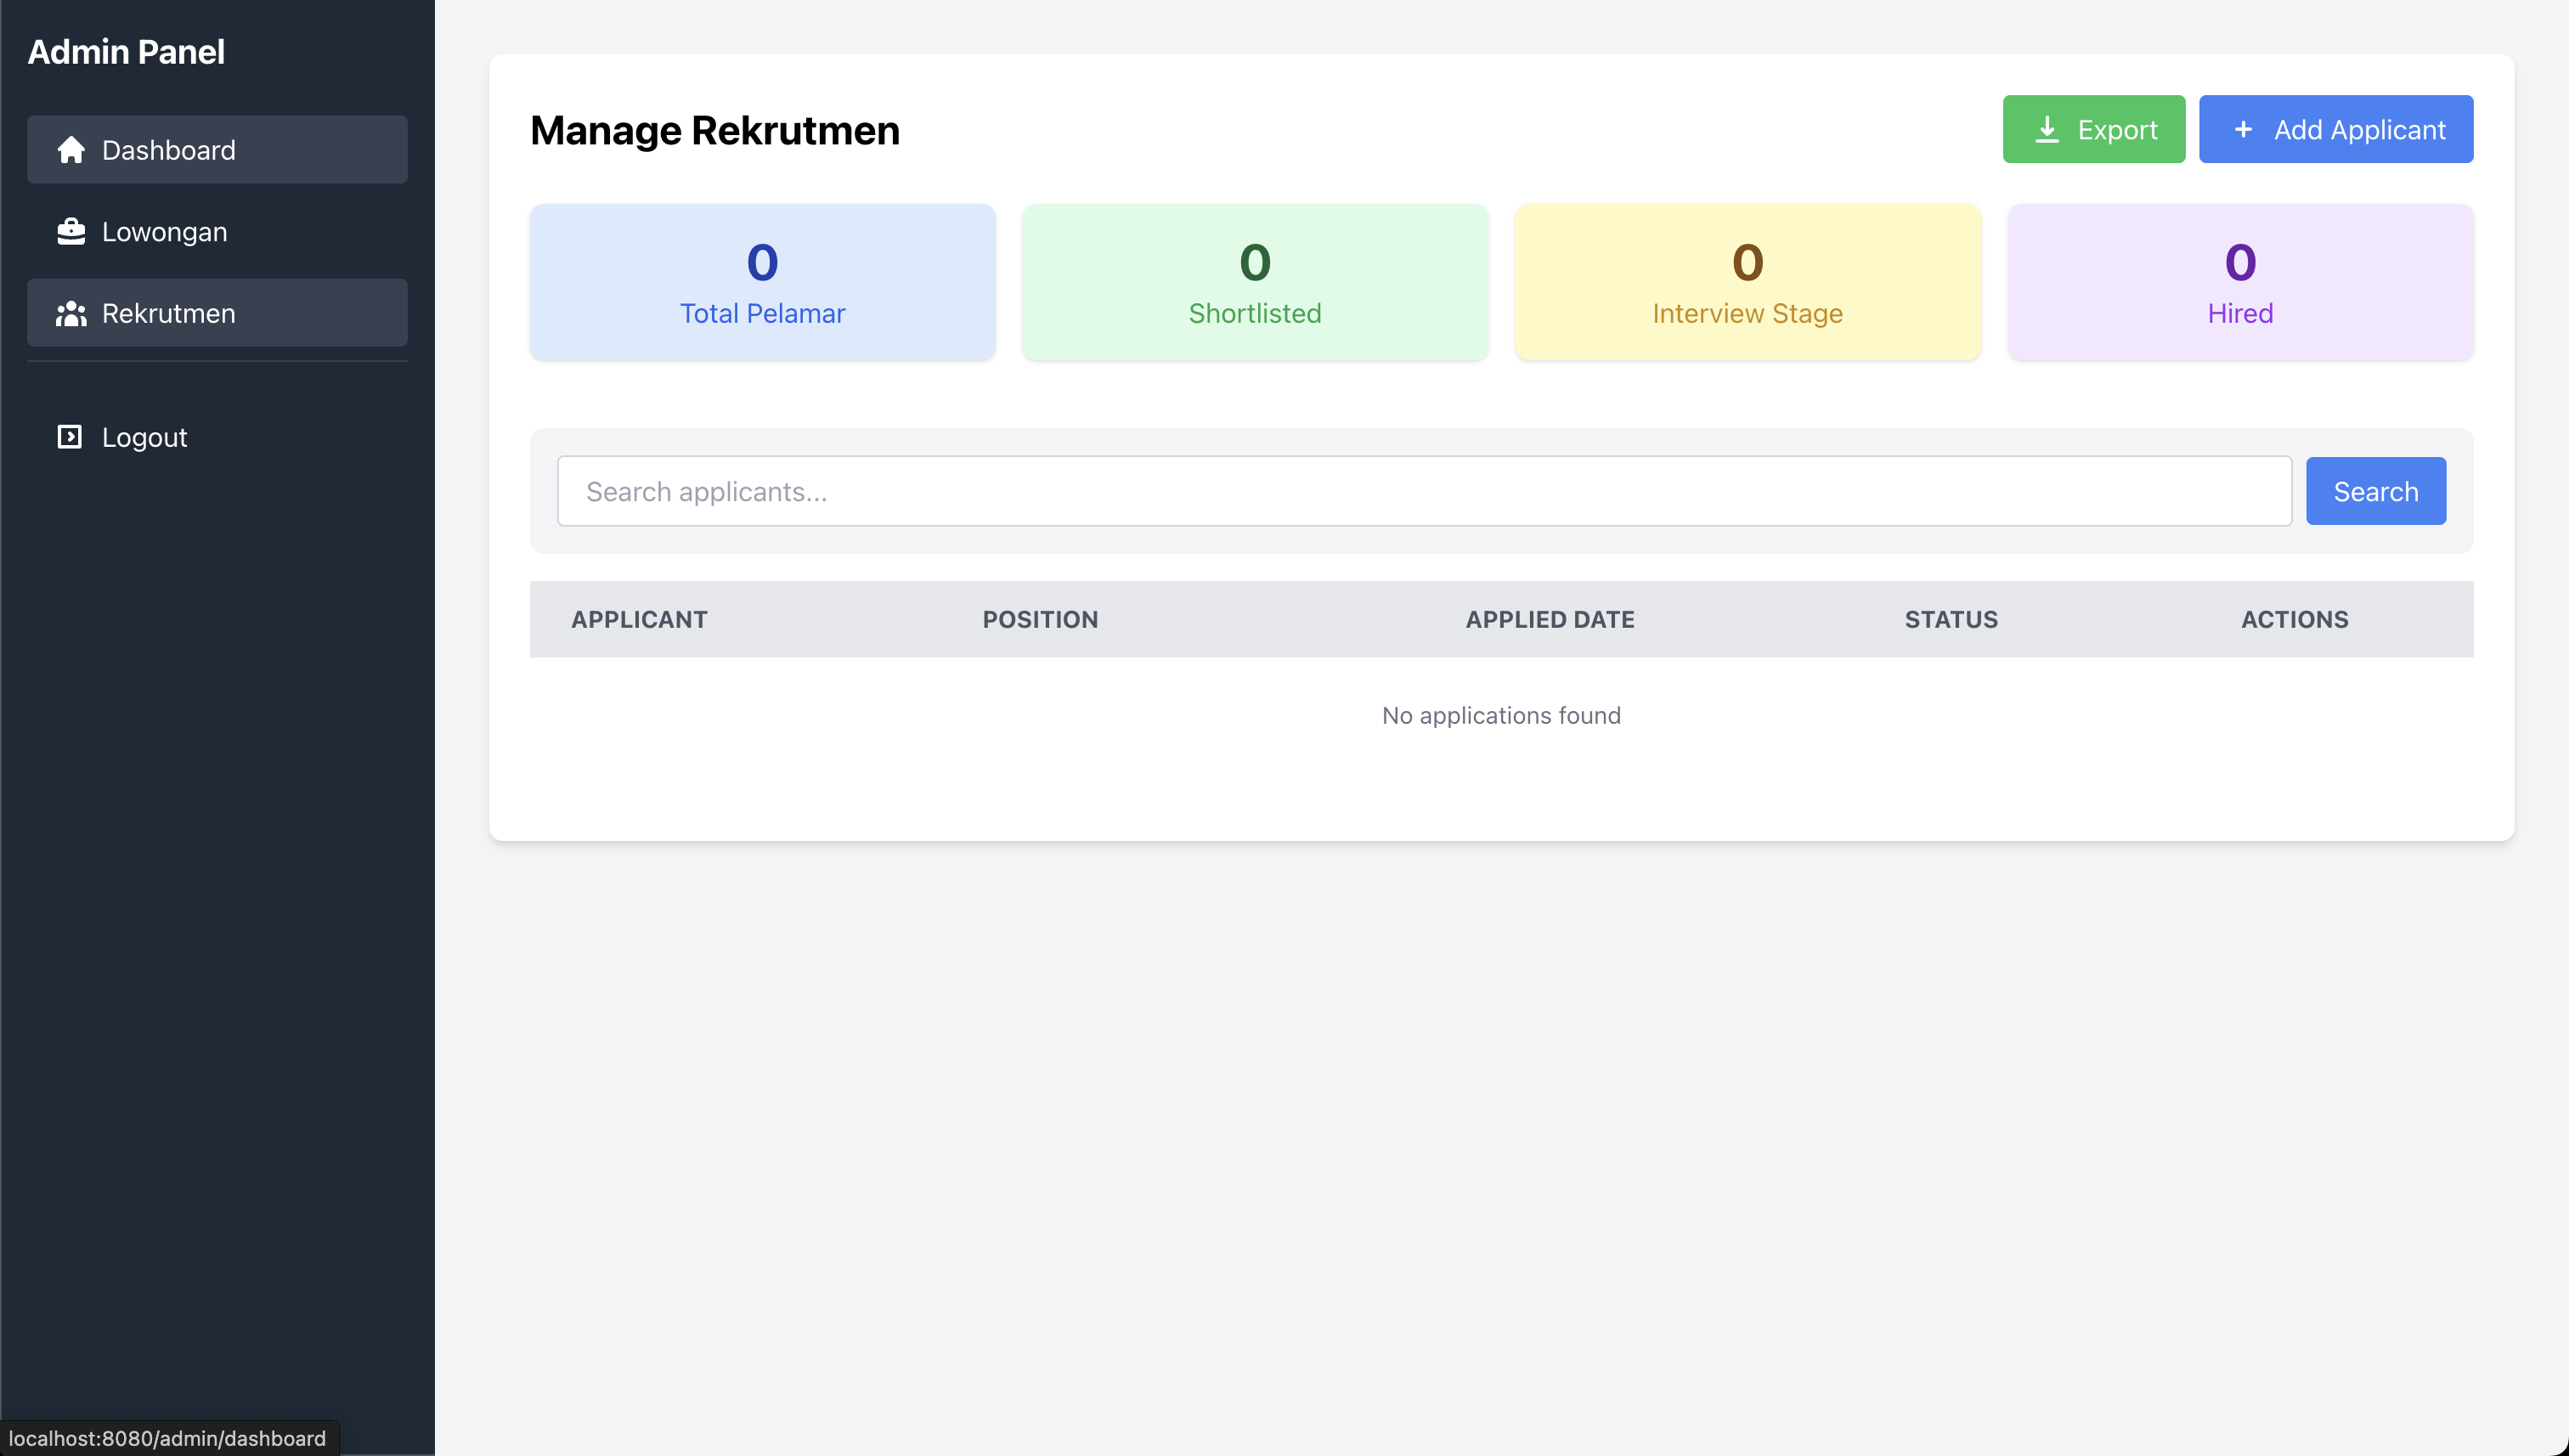 Admin Panel
Dashboard
Lowongan
Rekrutmen
Logout
Manage Rekrutmen
Export
+ Add Applicant
0
Total Pelamar
0
Shortlisted
0
Interview Stage
0
Hired
Search applicants...
Search
APPLICANT POSITION APPLIED DATE STATUS ACTIONS
No applications found
localhost:8080/admin/dashboard